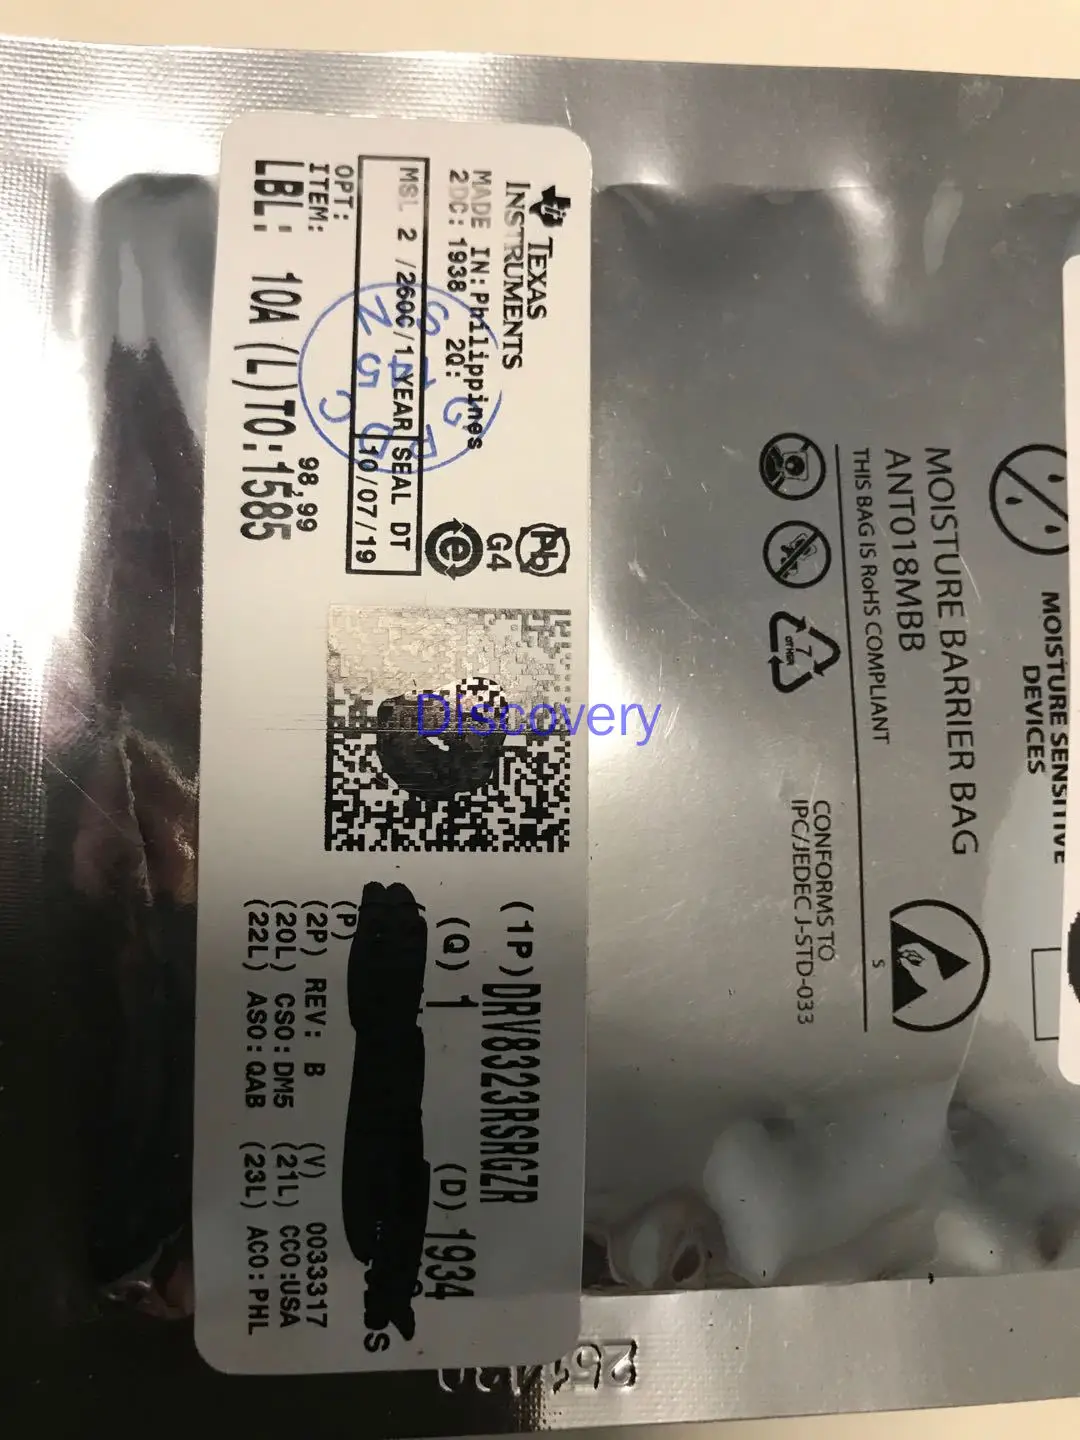 TEXAS
INSTRUMENTS
MADE IN: Philippines
2DC: 1938 2Q:
MSL 2 /260C/1 YEAR SEAL DT
10/07/19
OPT:
ITEM:
98,99
LBL: 10A (L)TO:1585
Pb
G4
e
(1P)DRV8323RSRGZR
(Q) 1 (D) 1934
(P)
S
(2P) REV: B (V) 0033317
(20L) CSO:DM5 (21L) CCO:USA
(22L) ASO:QAB (23L) ACO:PHL
Discovery
MOISTURE SENSITIVE
DEVICES
MOISTURE BARRIER BAG
ANT018MBB
THIS BAG IS RoHS COMPLIANT
7
OTHER
CONFORMS TO
IPC/JEDEC J-STD-033
S